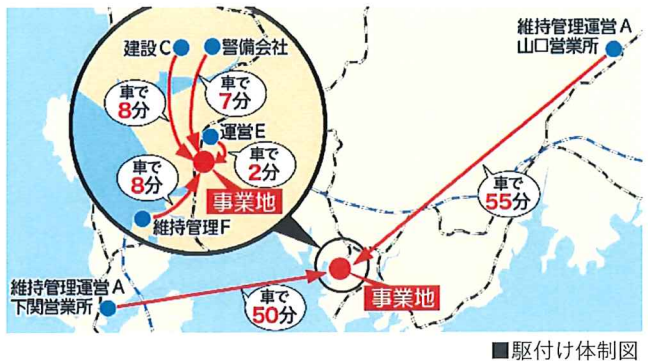 建設C
警備会社
維持管理運営A
山口営業所
車で
8分
車で
7分
運営E
車で
2分
車で
8分
事業地
維持管理F
車で
55分
維持管理運営A
下関営業所
車で
50分
事業地
■駆付け体制図